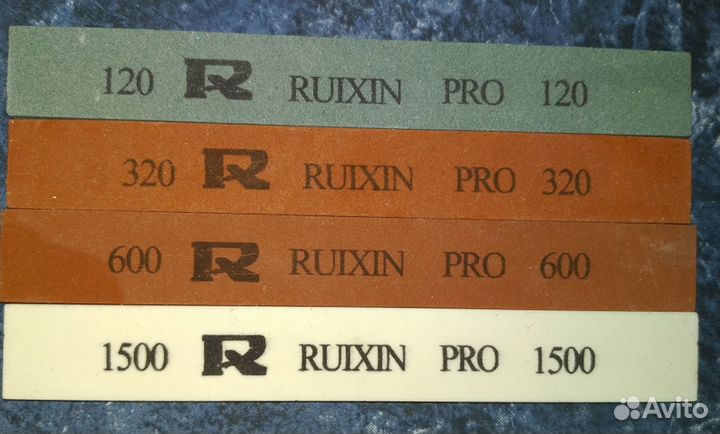 120 R RUIXIN PRO 120
320 R RUIXIN PRO 320
600 R RUIXIN PRO 600
1500 R RUIXIN PRO 1500
Avito